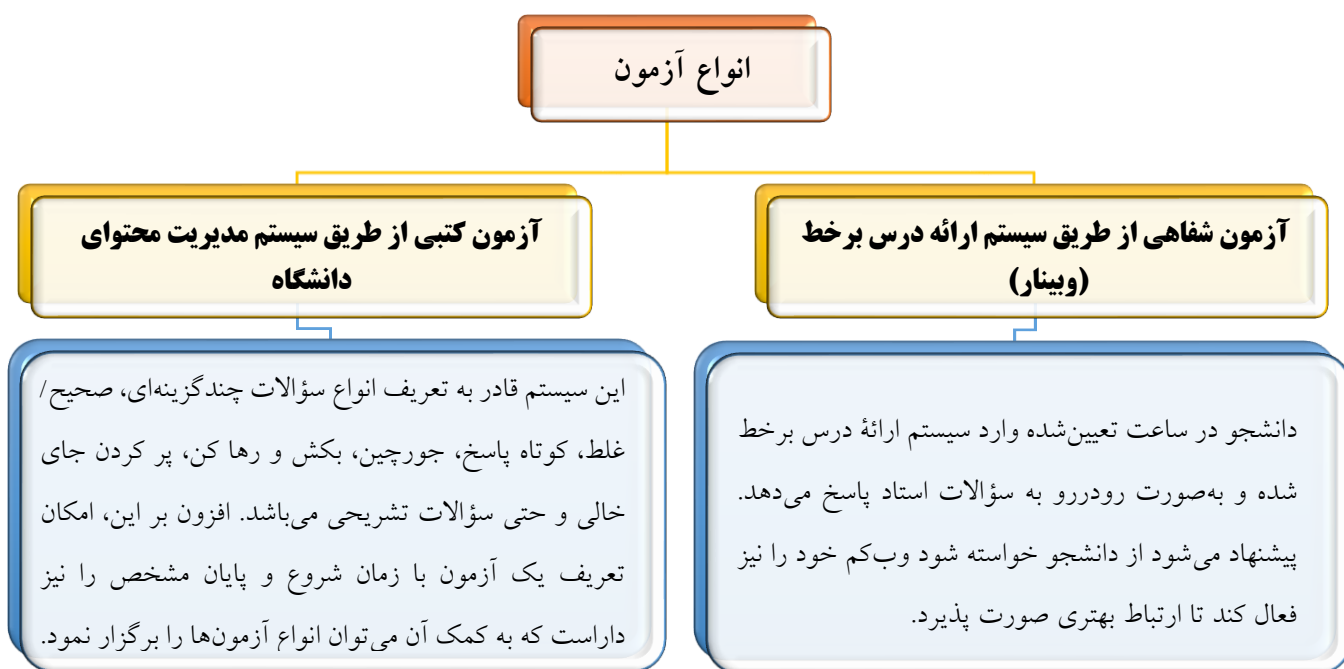 انواع آزمون
آزمون شفاهی از طریق سیستم ارائه درس برخط
(وبینار)
دانشجو در ساعت تعیین‌شده وارد سیستم ارائۀ درس برخط
شده و به‌صورت رودررو به سؤالات استاد پاسخ می‌دهد.
پیشنهاد می‌شود از دانشجو خواسته شود وب‌کم خود را نیز
فعال کند تا ارتباط بهتری صورت پذیرد.
آزمون کتبی از طریق سیستم مدیریت محتوای
دانشگاه
این سیستم قادر به تعریف انواع سؤالات چندگزینه‌ای، صحیح/
غلط، کوتاه پاسخ، جورچین، بکش و رها کن، پر کردن جای
خالی و حتی سؤالات تشریحی می‌باشد. افزون بر این، امکان
تعریف یک آزمون با زمان شروع و پایان مشخص را نیز
داراست که به کمک آن می‌توان انواع آزمون‌ها را برگزار نمود.